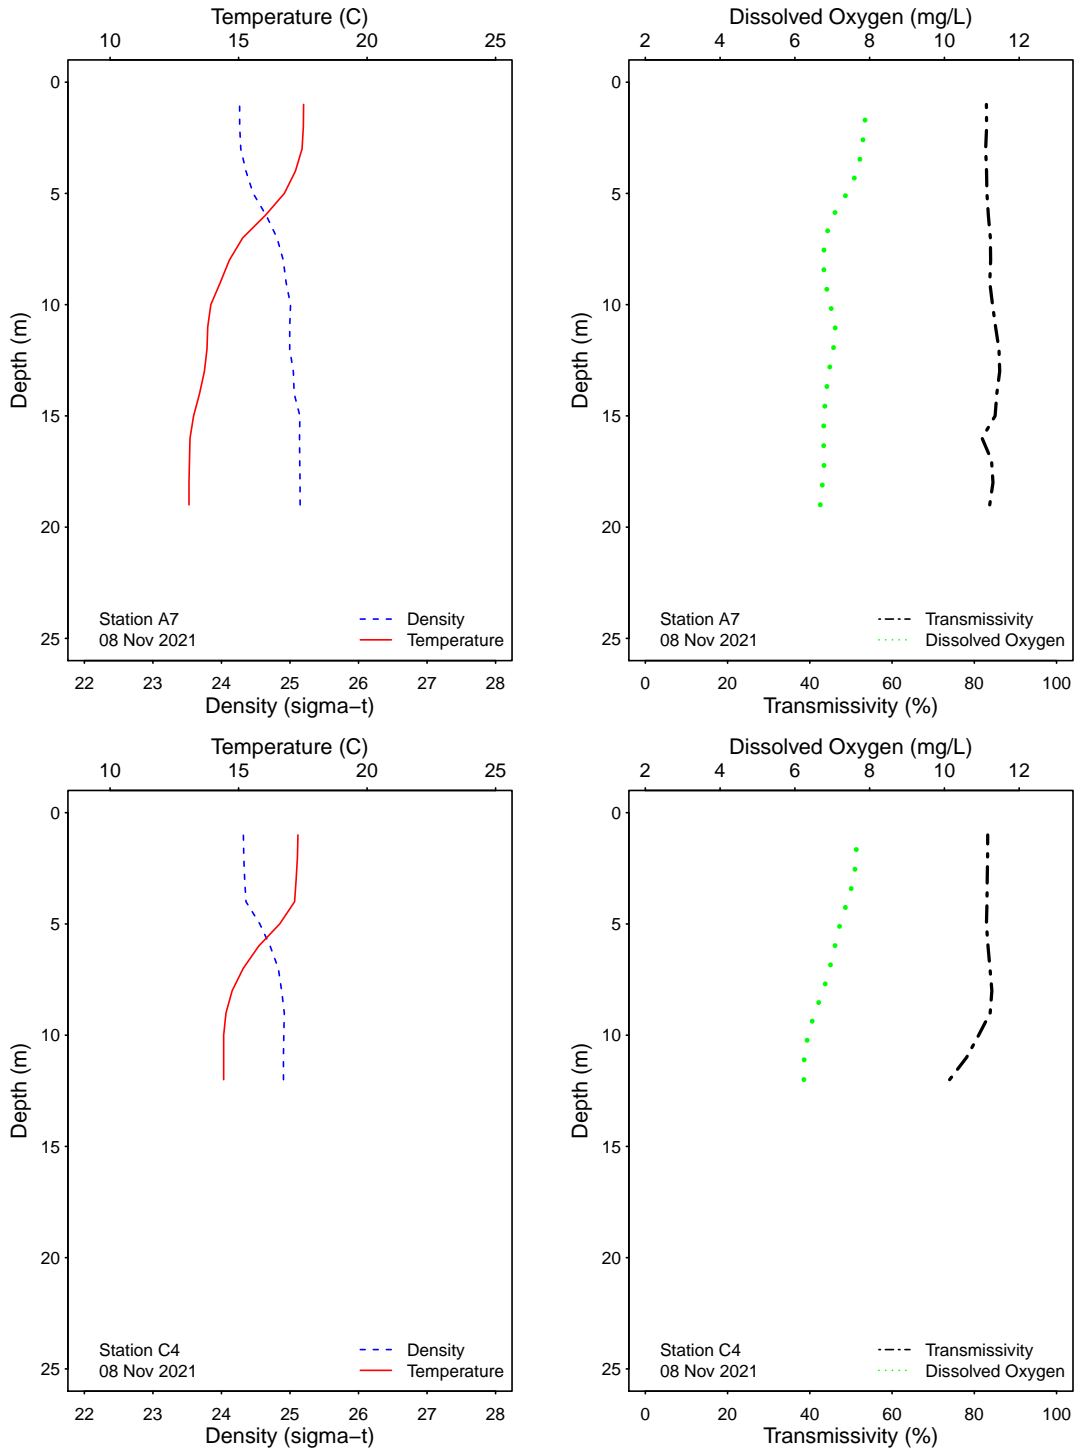 Temperature (C)
10 15 20 25
0
5
10
15
20
25
Depth (m)
Station A7
08 Nov 2021
Density
Temperature
22 23 24 25 26 27 28
Density (sigma−t)
Dissolved Oxygen (mg/L)
2 4 6 8 10 12
0
5
10
15
20
25
Depth (m)
Station A7
08 Nov 2021
Transmissivity
Dissolved Oxygen
0 20 40 60 80 100
Transmissivity (%)
Temperature (C)
10 15 20 25
0
5
10
15
20
25
Depth (m)
Station C4
08 Nov 2021
Density
Temperature
22 23 24 25 26 27 28
Density (sigma−t)
Dissolved Oxygen (mg/L)
2 4 6 8 10 12
0
5
10
15
20
25
Depth (m)
Station C4
08 Nov 2021
Transmissivity
Dissolved Oxygen
0 20 40 60 80 100
Transmissivity (%)